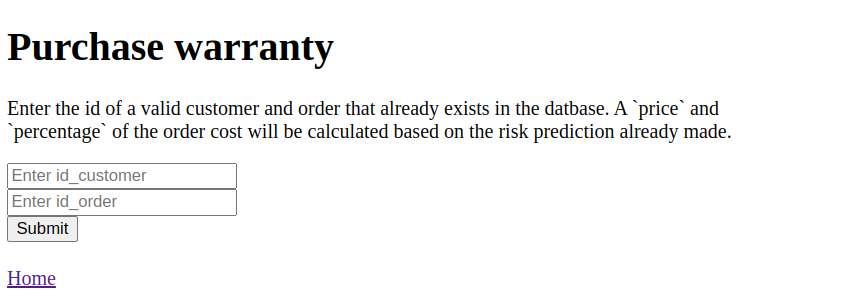 Purchase warranty
Enter the id of a valid customer and order that already exists in the datbase. A `price` and
`percentage` of the order cost will be calculated based on the risk prediction already made.
Enter id_customer
Enter id_order
Submit
Home